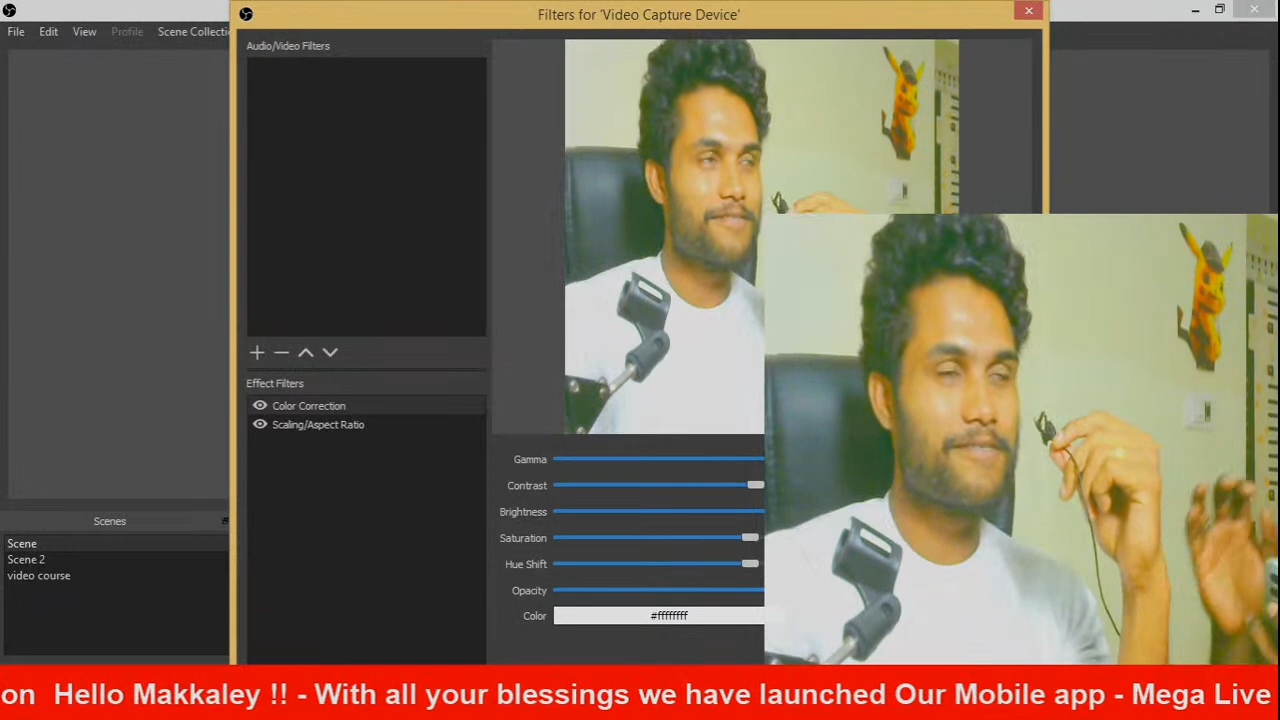 Filters for 'Video Capture Device'
File Edit View Profile Scene Collecti
Audio/Video Filters
Effect Filters
Color Correction
Scaling/Aspect Ratio
Gamma
Contrast
Brightness
Saturation
Hue Shift
Opacity
Color #ffffffff
Scenes
Scene
Scene 2
video course
on Hello Makkaley !! - With all your blessings we have launched Our Mobile app - Mega Live